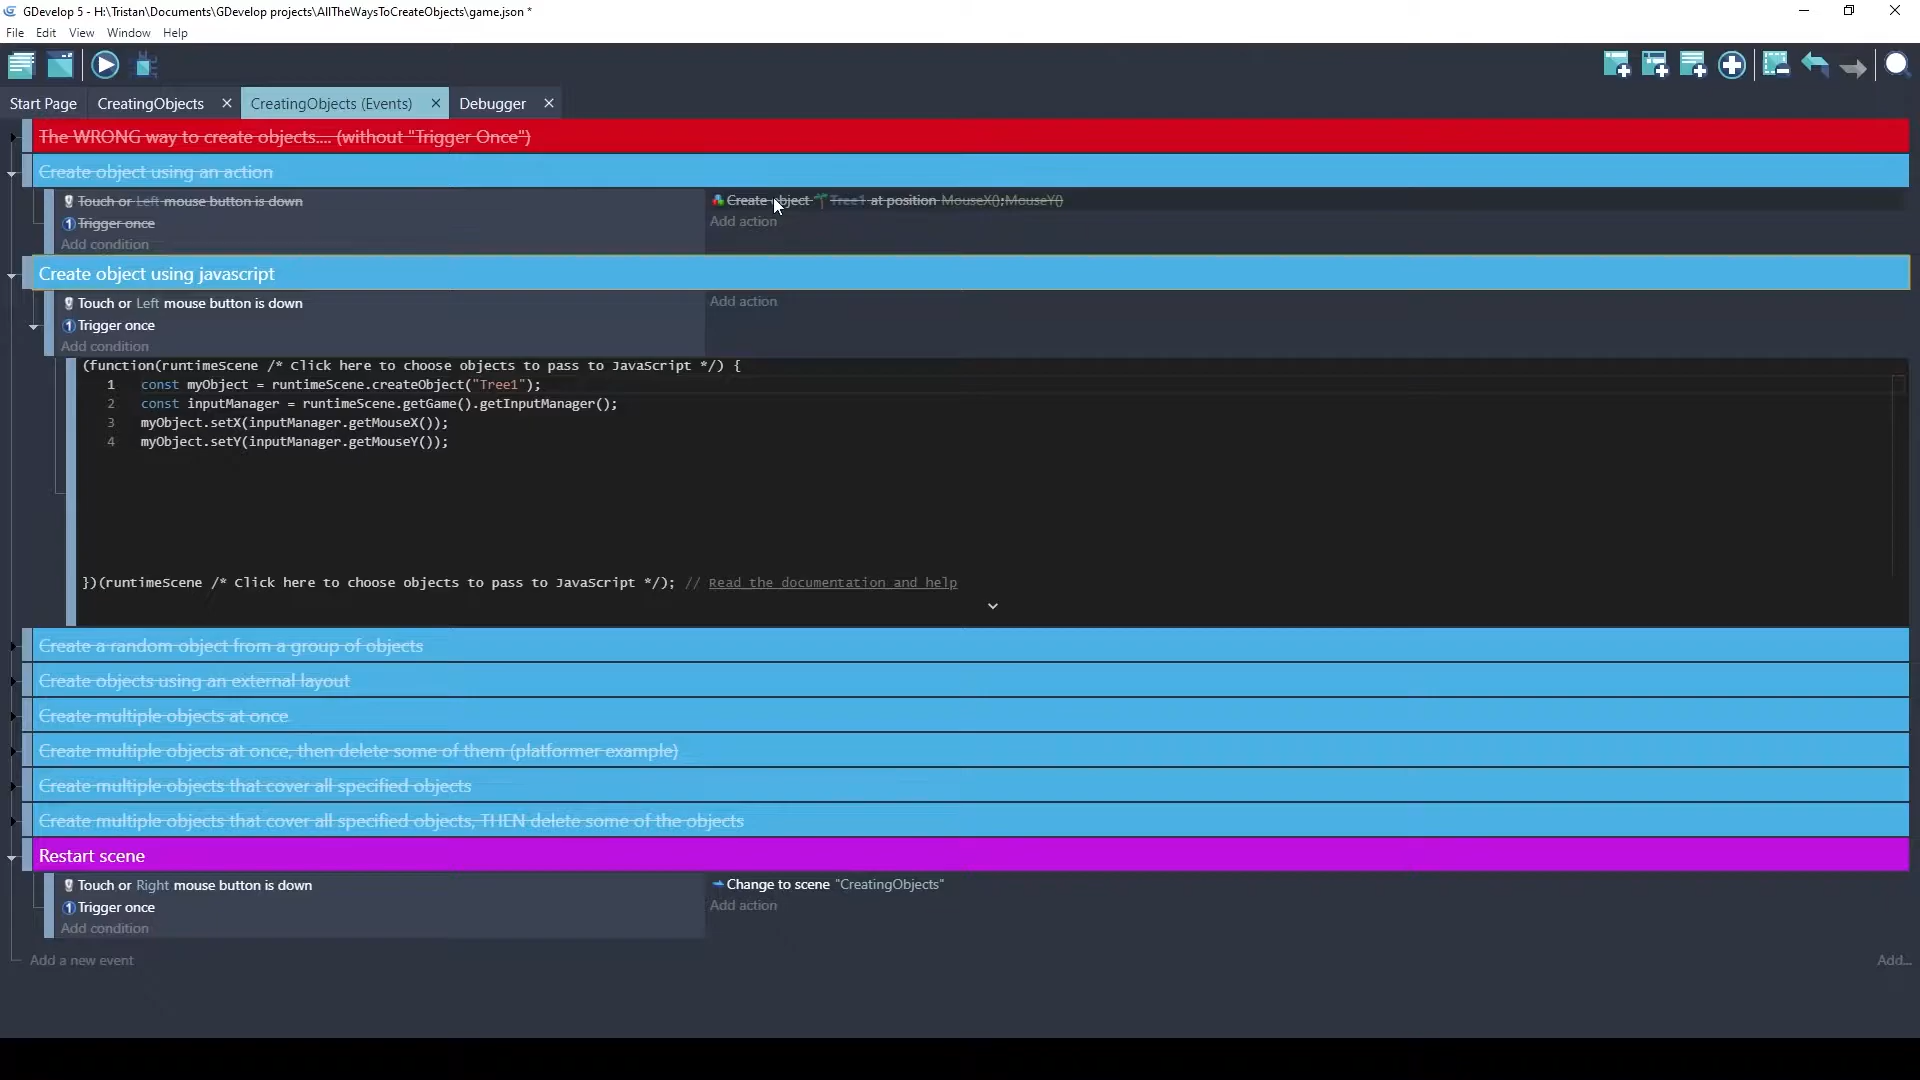 GDevelop 5 - H:\Tristan\Documents\GDevelop projects\AllTheWaysToCreateObjects\game.json *
File Edit View Window Help
Start Page CreatingObjects × CreatingObjects (Events) × Debugger ×
The WRONG way to create objects.... (without "Trigger Once")
Create object using an action
Touch or Left mouse button is down
Create object Tree1 at position MouseX();MouseY()
Trigger once
Add action
Add condition
Create object using javascript
Touch or Left mouse button is down
Add action
Trigger once
Add condition
(function(runtimeScene /* Click here to choose objects to pass to JavaScript */) {
1 const myObject = runtimeScene.createObject("Tree1");
2 const inputManager = runtimeScene.getGame().getInputManager();
3 myObject.setX(inputManager.getMouseX());
4 myObject.setY(inputManager.getMouseY());
})(runtimeScene /* Click here to choose objects to pass to JavaScript */); // Read the documentation and help
Create a random object from a group of objects
Create objects using an external layout
Create multiple objects at once
Create multiple objects at once, then delete some of them (platformer example)
Create multiple objects that cover all specified objects
Create multiple objects that cover all specified objects, THEN delete some of the objects
Restart scene
Touch or Right mouse button is down
Change to scene "CreatingObjects"
Trigger once
Add action
Add condition
Add a new event
Add...